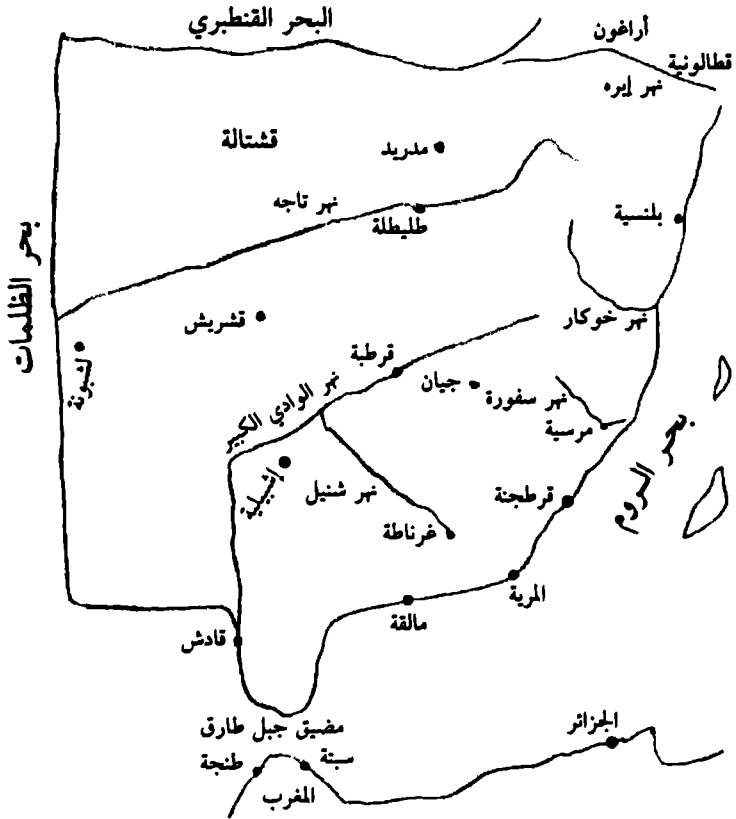 البحر القنطبري
أراغون
قطالونية
نهر إيره
قشتالة
مدريد
نهر تاجه
طليطلة
بلنسية
بحر الظلمات
قشريش
نهر خوكار
لشبونة
قرطبة
جيان
نهر سفورة
مرسية
نهر الوادي الكبير
بحر الروم
إشبيلية
نهر شنيل
قرطجنة
غرناطة
المرية
مالقة
قادش
مضيق جبل طارق
الجزائر
سبتة
طنجة
المغرب